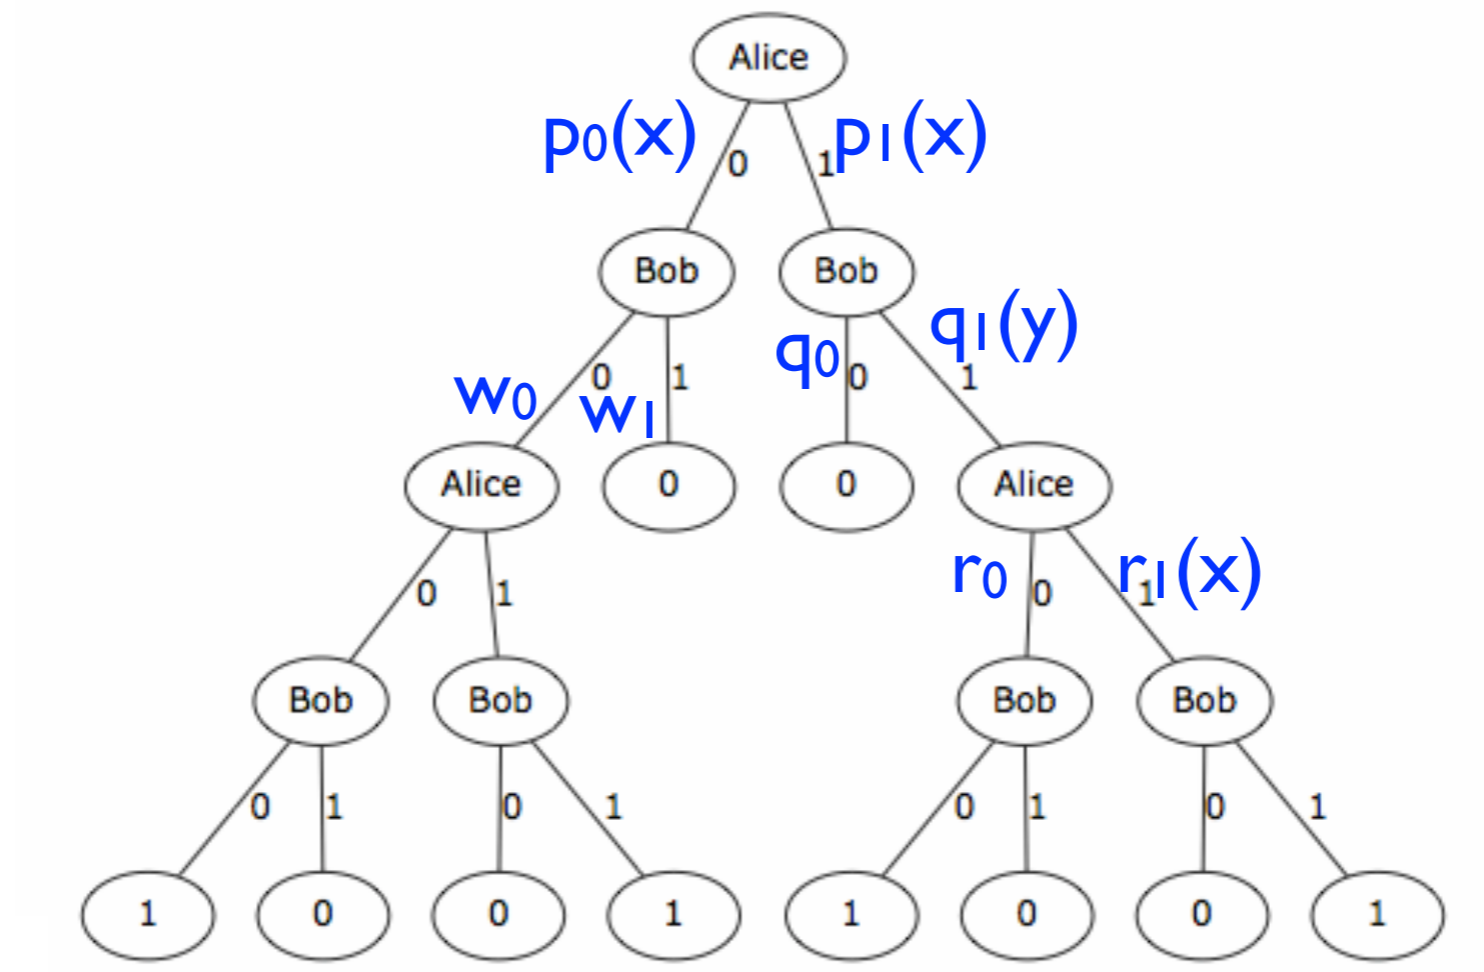 Alice
p0(x) 0 1 p1(x)
Bob Bob
w0 0 w1 1 q0 0 q1(y) 1
Alice 0 0 Alice
0 1 r0 0 r1(x) 1
Bob Bob Bob Bob
0 1 0 1 0 1 0 1
1 0 0 1 1 0 0 1